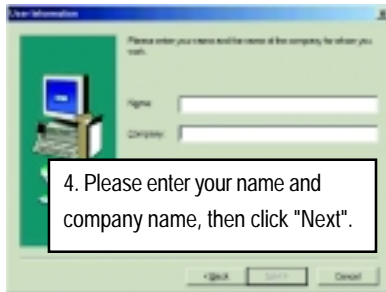 User Information
Please enter your name and the name of the company for whom you
work.
Name:
Company:
4. Please enter your name and
company name, then click "Next".
<Back
Next>
Cancel